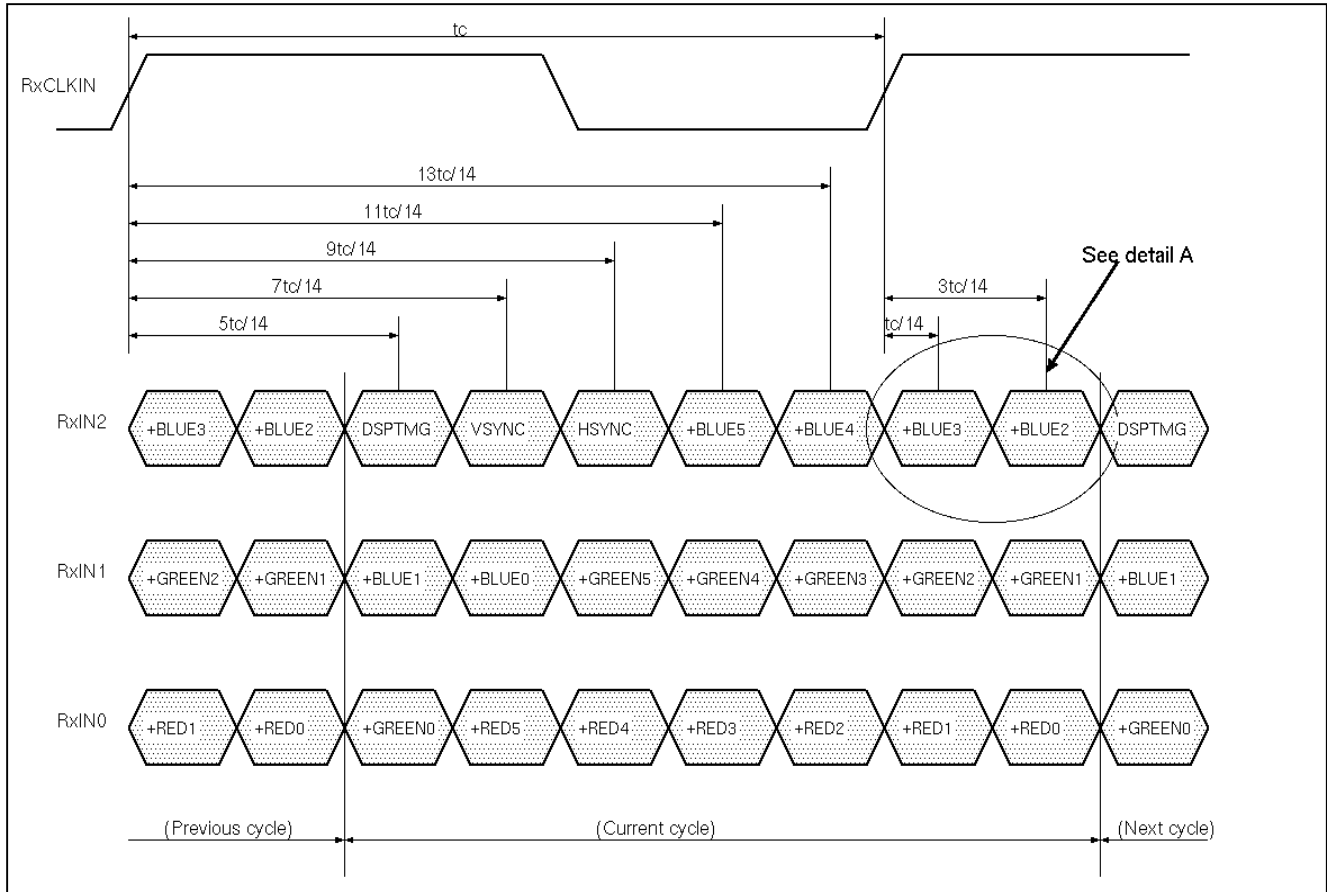 tc
RxCLKIN
13tc/14
11tc/14
9tc/14
See detail A
7tc/14
3tc/14
5tc/14
tc/14
RxIN2 +BLUE3 +BLUE2 DSPTMG VSYNC HSYNC +BLUE5 +BLUE4 +BLUE3 +BLUE2 DSPTMG
RxIN1 +GREEN2 +GREEN1 +BLUE1 +BLUE0 +GREEN5 +GREEN4 +GREEN3 +GREEN2 +GREEN1 +BLUE1
RxIN0 +RED1 +RED0 +GREEN0 +RED5 +RED4 +RED3 +RED2 +RED1 +RED0 +GREEN0
(Previous cycle) (Current cycle) (Next cycle)